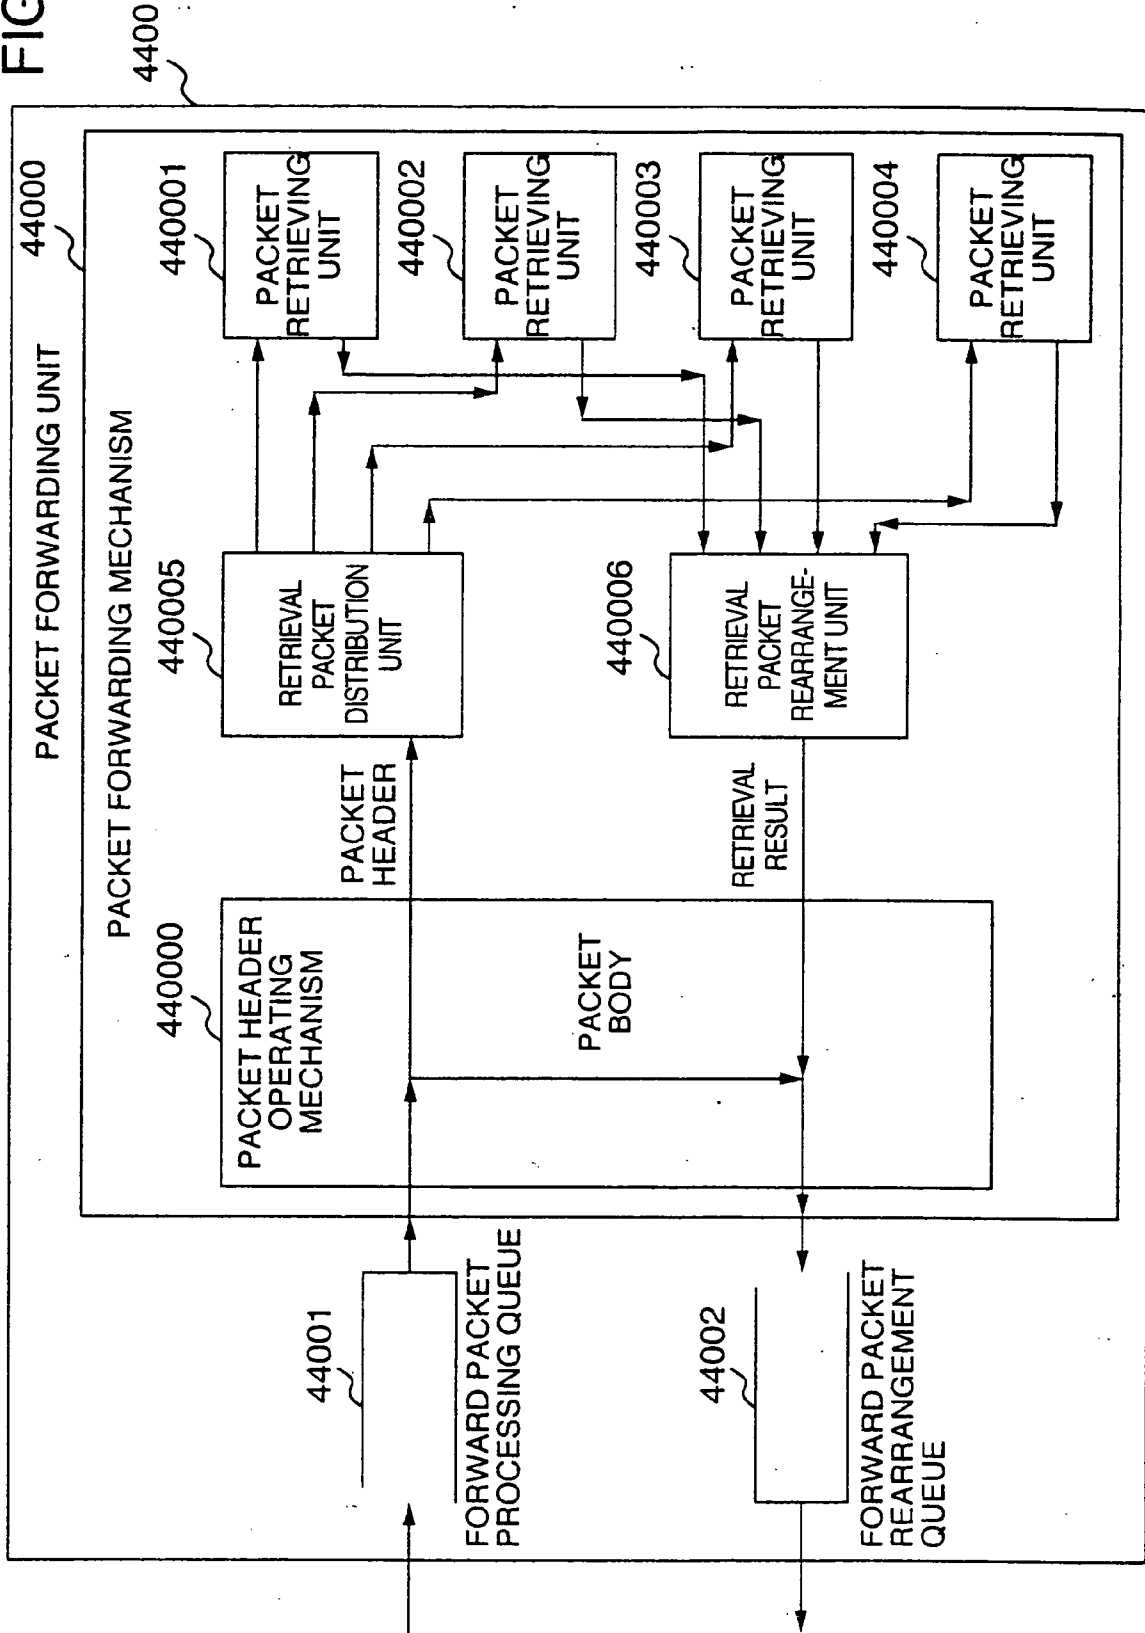 FIG
4400
PACKET FORWARDING UNIT
44000
PACKET FORWARDING MECHANISM
440000
PACKET HEADER
OPERATING
MECHANISM
PACKET
BODY
PACKET
HEADER
RETRIEVAL
RESULT
440005
RETRIEVAL
PACKET
DISTRIBUTION
UNIT
440006
RETRIEVAL
PACKET
REARRANGE-
MENT UNIT
440001
PACKET
RETRIEVING
UNIT
440002
PACKET
RETRIEVING
UNIT
440003
PACKET
RETRIEVING
UNIT
440004
PACKET
RETRIEVING
UNIT
44001
FORWARD PACKET
PROCESSING QUEUE
44002
FORWARD PACKET
REARRANGEMENT
QUEUE